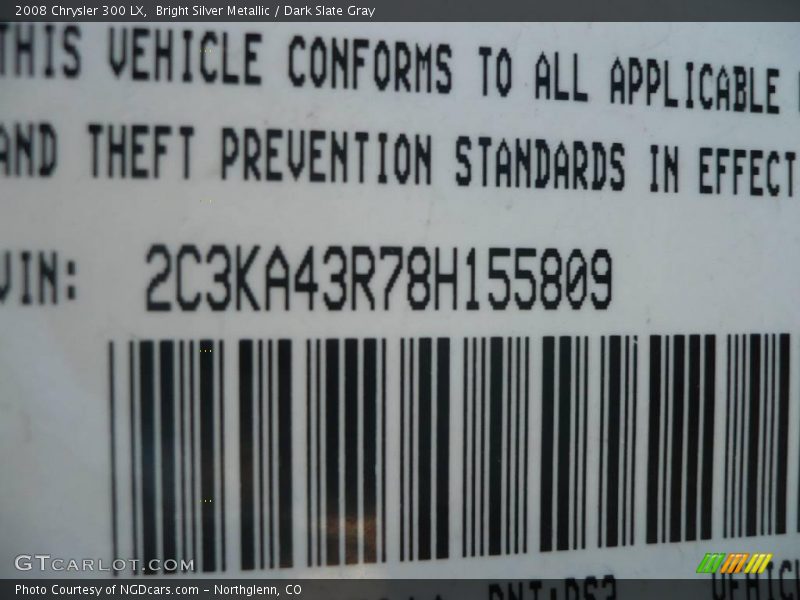 2008 Chrysler 300 LX,  Bright Silver Metallic / Dark Slate Gray
THIS VEHICLE CONFORMS TO ALL APPLICABLE
AND THEFT PREVENTION STANDARDS IN EFFECT
VIN: 2C3KA43R78H155809
GTCARLOT.COM
Photo Courtesy of NGDcars.com – Northglenn, CO